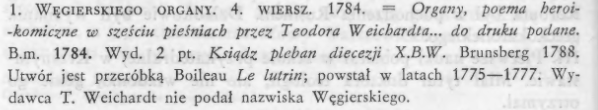 1. WĘGIERSKIEGO ORGANY. 4. WIERSZ. 1784. = Organy, poema heroi-
-komiczne w sześciu pieśniach przez Teodora Weichardta... do druku podane.
B.m. 1784. Wyd. 2 pt. Ksiądz pleban diecezji X.B.W. Brunsberg 1788.
Utwór jest przeróbką Boileau Le lutrin; powstał w latach 1775—1777. Wy-
dawca T. Weichardt nie podał nazwiska Węgierskiego.